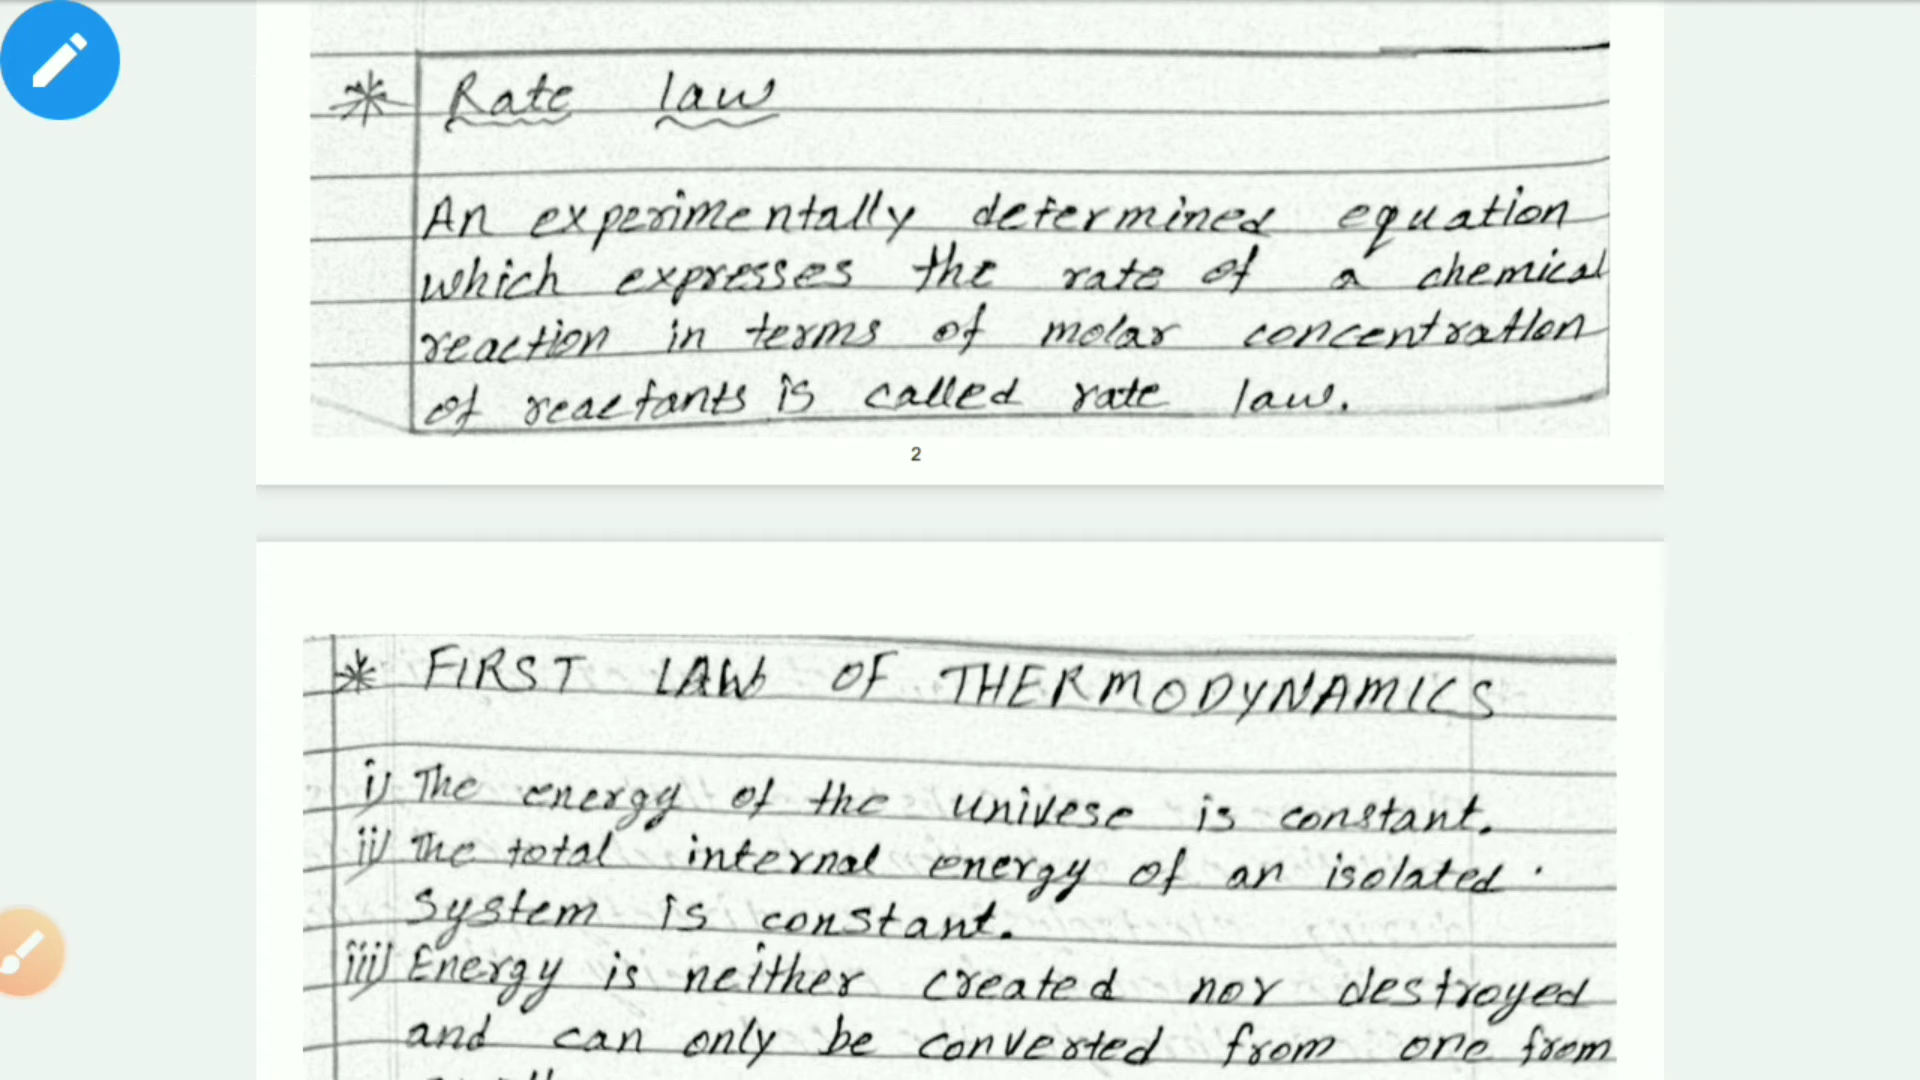 * Rate law
An experimentally determined equation
which expresses the rate of a chemical
reaction in terms of molar concentration
of reactants is called rate law.
2
* FIRST LAW OF THERMODYNAMICS
i) The energy of the univese is constant.
ii) The total internal energy of an isolated
System is constant.
iii) Energy is neither created nor destroyed
and can only be converted from one from